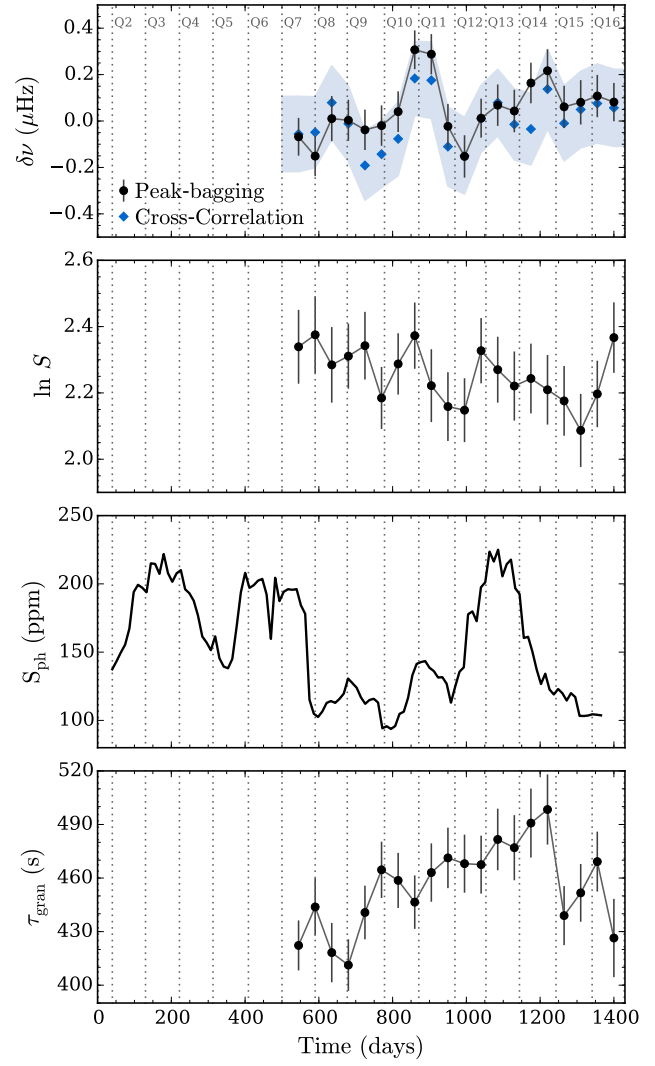 Q2 Q3 Q4 Q5 Q6 Q7 Q8 Q9 Q10 Q11 Q12 Q13 Q14 Q15 Q16
0.4
0.2
0.0
−0.2
−0.4
δν (μHz)
Peak-bagging
Cross-Correlation
2.6
2.4
2.2
2.0
ln S
250
200
150
100
S_ph (ppm)
520
490
460
430
400
τ_gran (s)
0 200 400 600 800 1000 1200 1400
Time (days)